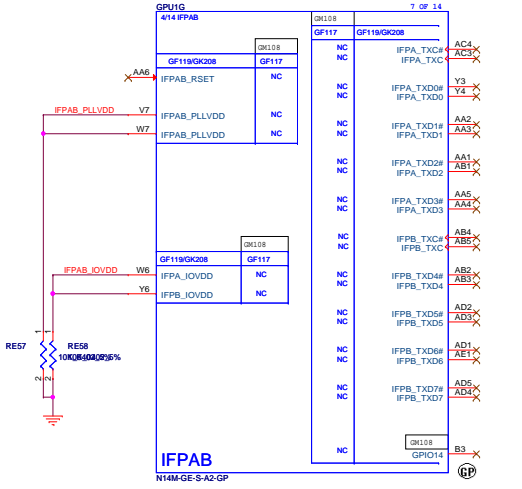 GPU1G
7 OF 14
4/14 IFPAB
GM108
GF117
GF119/GK208
GM108
GF119/GK208
GF117
AA6
IFPAB_RSET
NC
IFPAB_PLLVDD
V7
IFPAB_PLLVDD
NC
W7
IFPAB_PLLVDD
NC
NC
IFPA_TXC#
AC4
NC
IFPA_TXC
AC3
NC
IFPA_TXD0#
Y3
NC
IFPA_TXD0
Y4
NC
IFPA_TXD1#
AA2
NC
IFPA_TXD1
AA3
NC
IFPA_TXD2#
AA1
NC
IFPA_TXD2
AB1
NC
IFPA_TXD3#
AA5
NC
IFPA_TXD3
AA4
NC
IFPB_TXC#
AB4
NC
IFPB_TXC
AB5
GM108
GF119/GK208
GF117
IFPAB_IOVDD
W6
IFPA_IOVDD
NC
Y6
IFPB_IOVDD
NC
NC
IFPB_TXD4#
AB2
NC
IFPB_TXD4
AB3
NC
IFPB_TXD5#
AD2
NC
IFPB_TXD5
AD3
NC
IFPB_TXD6#
AD1
NC
IFPB_TXD6
AE1
NC
IFPB_TXD7#
AD5
NC
IFPB_TXD7
AD4
1
1
RE57
RE58
2
2
GM108
NC
GPIO14
B3
IFPAB
N14M-GE-S-A2-GP
GP